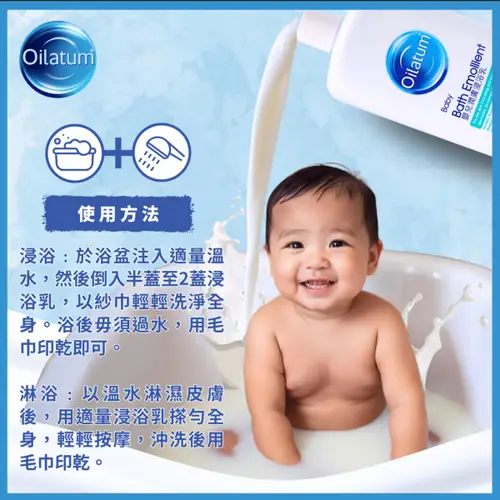 Oilatum
Oilatum
Baby
Bath Emollient
嬰兒潤膚浸浴乳
使用方法
浸浴：於浴盆注入適量溫
水，然後倒入半蓋至2蓋浸
浴乳，以紗巾輕輕洗淨全
身。浴後毋須過水，用毛
巾印乾即可。
淋浴：以溫水淋濕皮膚
後，用適量浸浴乳搽勻全
身，輕輕按摩，沖洗後用
毛巾印乾。